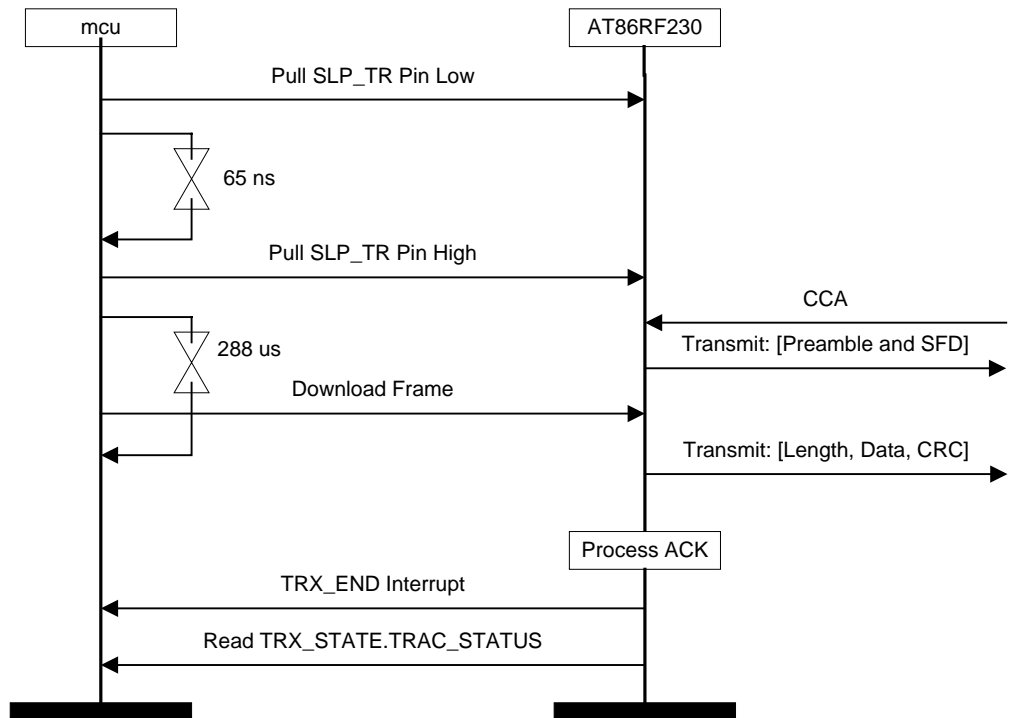 mcu
AT86RF230
Pull SLP_TR Pin Low
65 ns
Pull SLP_TR Pin High
CCA
Transmit: [Preamble and SFD]
288 us
Download Frame
Transmit: [Length, Data, CRC]
Process ACK
TRX_END Interrupt
Read TRX_STATE.TRAC_STATUS